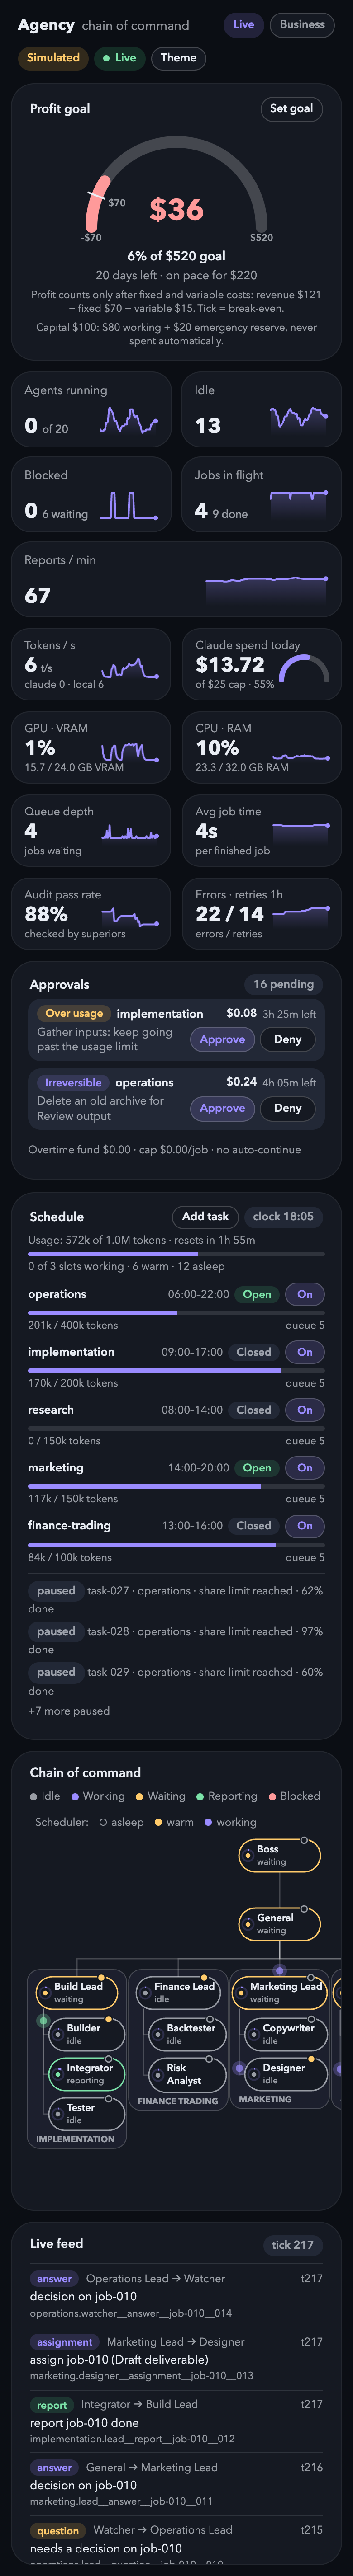 Agency chain of command Live Business
Simulated Live Theme
Profit goal Set goal
$70
$36
-$70 $520
6% of $520 goal
20 days left · on pace for $220
Profit counts only after fixed and variable costs: revenue $121
− fixed $70 − variable $15. Tick = break-even.
Capital $100: $80 working + $20 emergency reserve, never
spent automatically.
Agents running
0 of 20
Idle
13
Blocked
0 6 waiting
Jobs in flight
4 9 done
Reports / min
67
Tokens / s
6 t/s
claude 0 · local 6
Claude spend today
$13.72
of $25 cap · 55%
GPU · VRAM
1%
15.7 / 24.0 GB VRAM
CPU · RAM
10%
23.3 / 32.0 GB RAM
Queue depth
4
jobs waiting
Avg job time
4s
per finished job
Audit pass rate
88%
checked by superiors
Errors · retries 1h
22 / 14
errors / retries
Approvals 16 pending
Over usage implementation $0.08 3h 25m left
Gather inputs: keep going
past the usage limit
Approve Deny
Irreversible operations $0.24 4h 05m left
Delete an old archive for
Review output
Approve Deny
Overtime fund $0.00 · cap $0.00/job · no auto-continue
Schedule Add task clock 18:05
Usage: 572k of 1.0M tokens · resets in 1h 55m
0 of 3 slots working · 6 warm · 12 asleep
operations 06:00–22:00 Open On
201k / 400k tokens queue 5
implementation 09:00–17:00 Closed On
170k / 200k tokens queue 5
research 08:00–14:00 Closed On
0 / 150k tokens queue 5
marketing 14:00–20:00 Open On
117k / 150k tokens queue 5
finance-trading 13:00–16:00 Closed On
84k / 100k tokens queue 5
paused task-027 · operations · share limit reached · 62%
done
paused task-028 · operations · share limit reached · 97%
done
paused task-029 · operations · share limit reached · 60%
done
+7 more paused
Chain of command
Idle Working Waiting Reporting Blocked
Scheduler: asleep warm working
Boss
waiting
General
waiting
Build Lead
waiting
Builder
idle
Integrator
reporting
Tester
idle
IMPLEMENTATION
Finance Lead
idle
Backtester
idle
Risk
Analyst
FINANCE TRADING
Marketing Lead
waiting
Copywriter
idle
Designer
idle
MARKETING
Live feed tick 217
answer Operations Lead → Watcher t217
decision on job-010
operations.watcher__answer__job-010__014
assignment Marketing Lead → Designer t217
assign job-010 (Draft deliverable)
marketing.designer__assignment__job-010__013
report Integrator → Build Lead t217
report job-010 done
implementation.lead__report__job-010__012
answer General → Marketing Lead t216
decision on job-010
marketing.lead__answer__job-010__011
question Watcher → Operations Lead t215
needs a decision on job-010